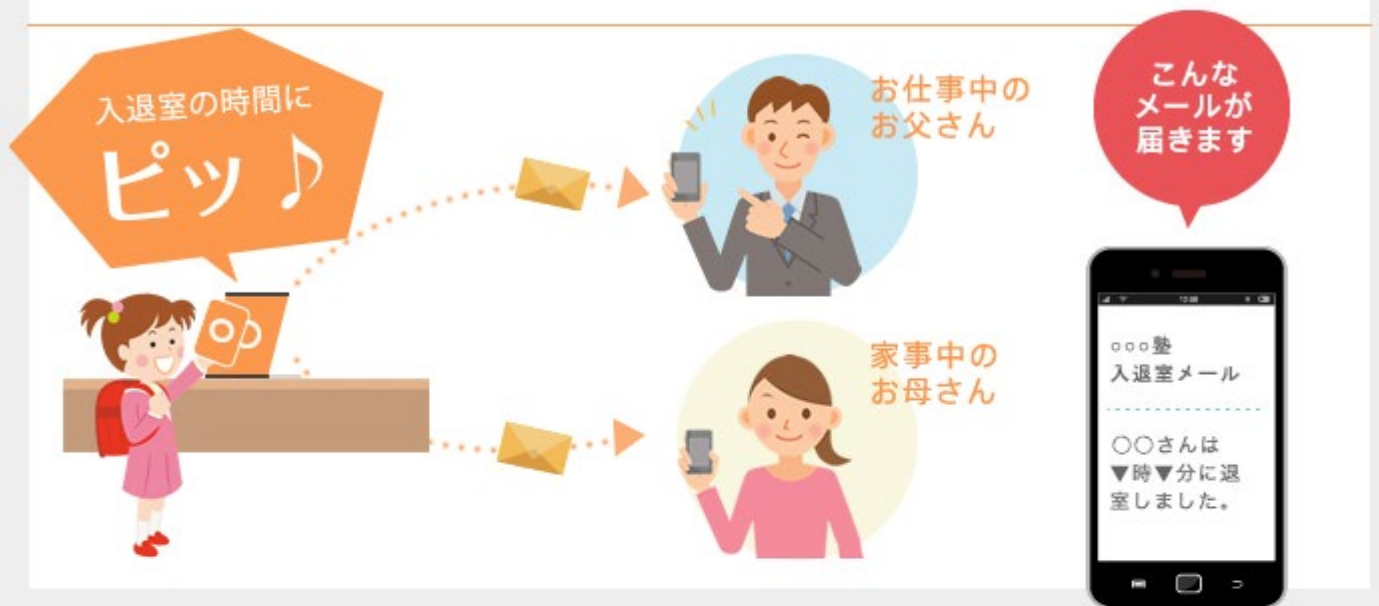 入退室の時間に
ピッ♪
お仕事中の
お父さん
家事中の
お母さん
こんな
メールが
届きます
○○○塾
入退室メール
○○さんは
▼時▼分に退
室しました。